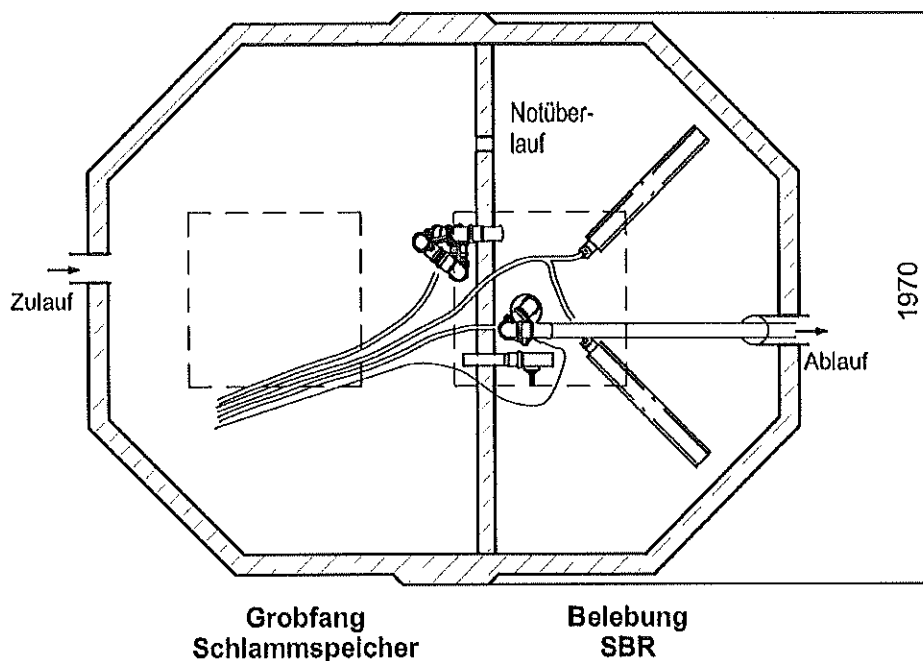 Notüber-
lauf
Zulauf
1970
Ablauf
Grobfang
Schlammspeicher
Belebung
SBR